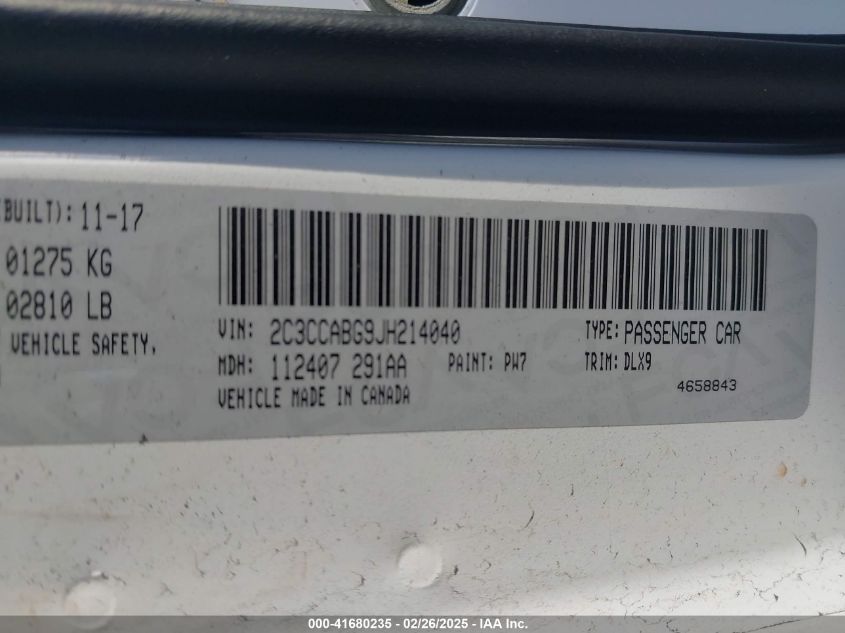 (BUILT): 11-17
01275 KG
02810 LB
VEHICLE SAFETY.
VIN: 2C3CCABG9JH214040 TYPE: PASSENGER CAR
MDH: 112407 291AA PAINT: PW7 TRIM: DLX9
VEHICLE MADE IN CANADA 4658843
000-41680235 - 02/26/2025 - IAA Inc.